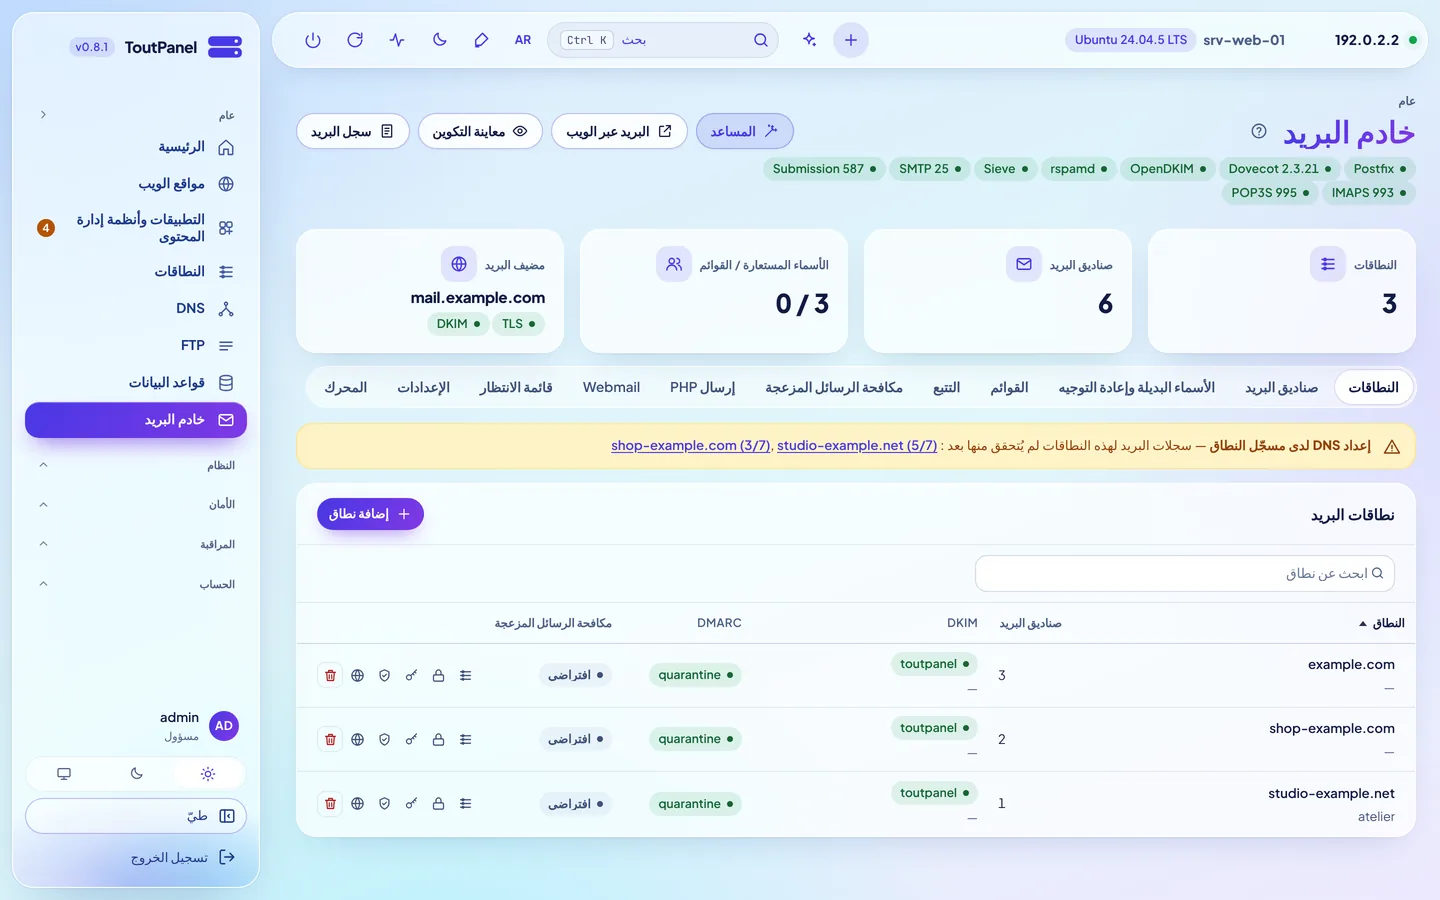 ToutPanel v0.8.1
عام
الرئيسية
مواقع الويب
التطبيقات وأنظمة إدارة
المحتوى
4
النطاقات
DNS
FTP
قواعد البيانات
خادم البريد
النظام
الأمان
المراقبة
الحساب
AD
admin
مسؤول
طيّ
تسجيل الخروج
192.0.2.2
srv-web-01 Ubuntu 24.04.5 LTS
بحث Ctrl K
AR
عام
خادم البريد
المساعد
البريد عبر الويب
معاينة التكوين
سجل البريد
Postfix Dovecot 2.3.21 OpenDKIM rspamd Sieve SMTP 25 Submission 587
IMAPS 993 POP3S 995
النطاقات
3
صناديق البريد
6
الأسماء المستعارة / القوائم
0 / 3
مضيف البريد
mail.example.com
TLS DKIM
النطاقات صناديق البريد الأسماء البديلة وإعادة التوجيه القوائم التتبع مكافحة الرسائل المزعجة إرسال PHP Webmail قائمة الانتظار الإعدادات المحرك
إعداد DNS لدى مسجّل النطاق — سجلات البريد لهذه النطاقات لم يُتحقق منها بعد : shop-example.com (3/7), studio-example.net (5/7)
نطاقات البريد
إضافة نطاق
ابحث عن نطاق
النطاق صناديق البريد DKIM DMARC مكافحة الرسائل المزعجة
example.com 3 toutpanel quarantine افتراضي
— —
shop-example.com 2 toutpanel quarantine افتراضي
— —
studio-example.net 1 toutpanel quarantine افتراضي
atelier —